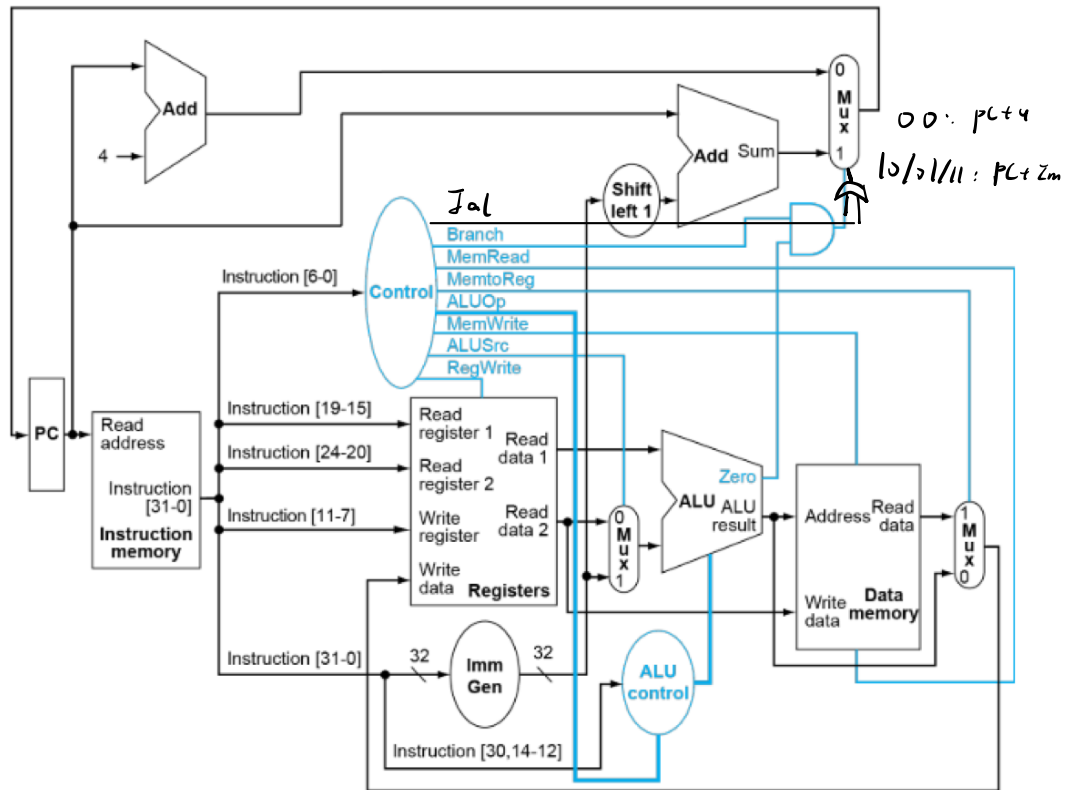 0
M
u
x
1
Add
4
Add Sum
Shift
left 1
00: PC+4
10/01/11: PC+Im
Jal
Branch
MemRead
MemtoReg
ALUOp
MemWrite
ALUSrc
RegWrite
Control
Instruction [6-0]
PC
Read
address
Instruction
[31-0]
Instruction
memory
Instruction [19-15]
Instruction [24-20]
Instruction [11-7]
Read
register 1
Read
register 2
Write
register
Write
data
Read
data 1
Read
data 2
Registers
0
M
u
x
1
Zero
ALU
ALU
result
Address
Read
data
Write
data
Data
memory
1
M
u
x
0
Instruction [31-0]
32
Imm
Gen
32
ALU
control
Instruction [30,14-12]